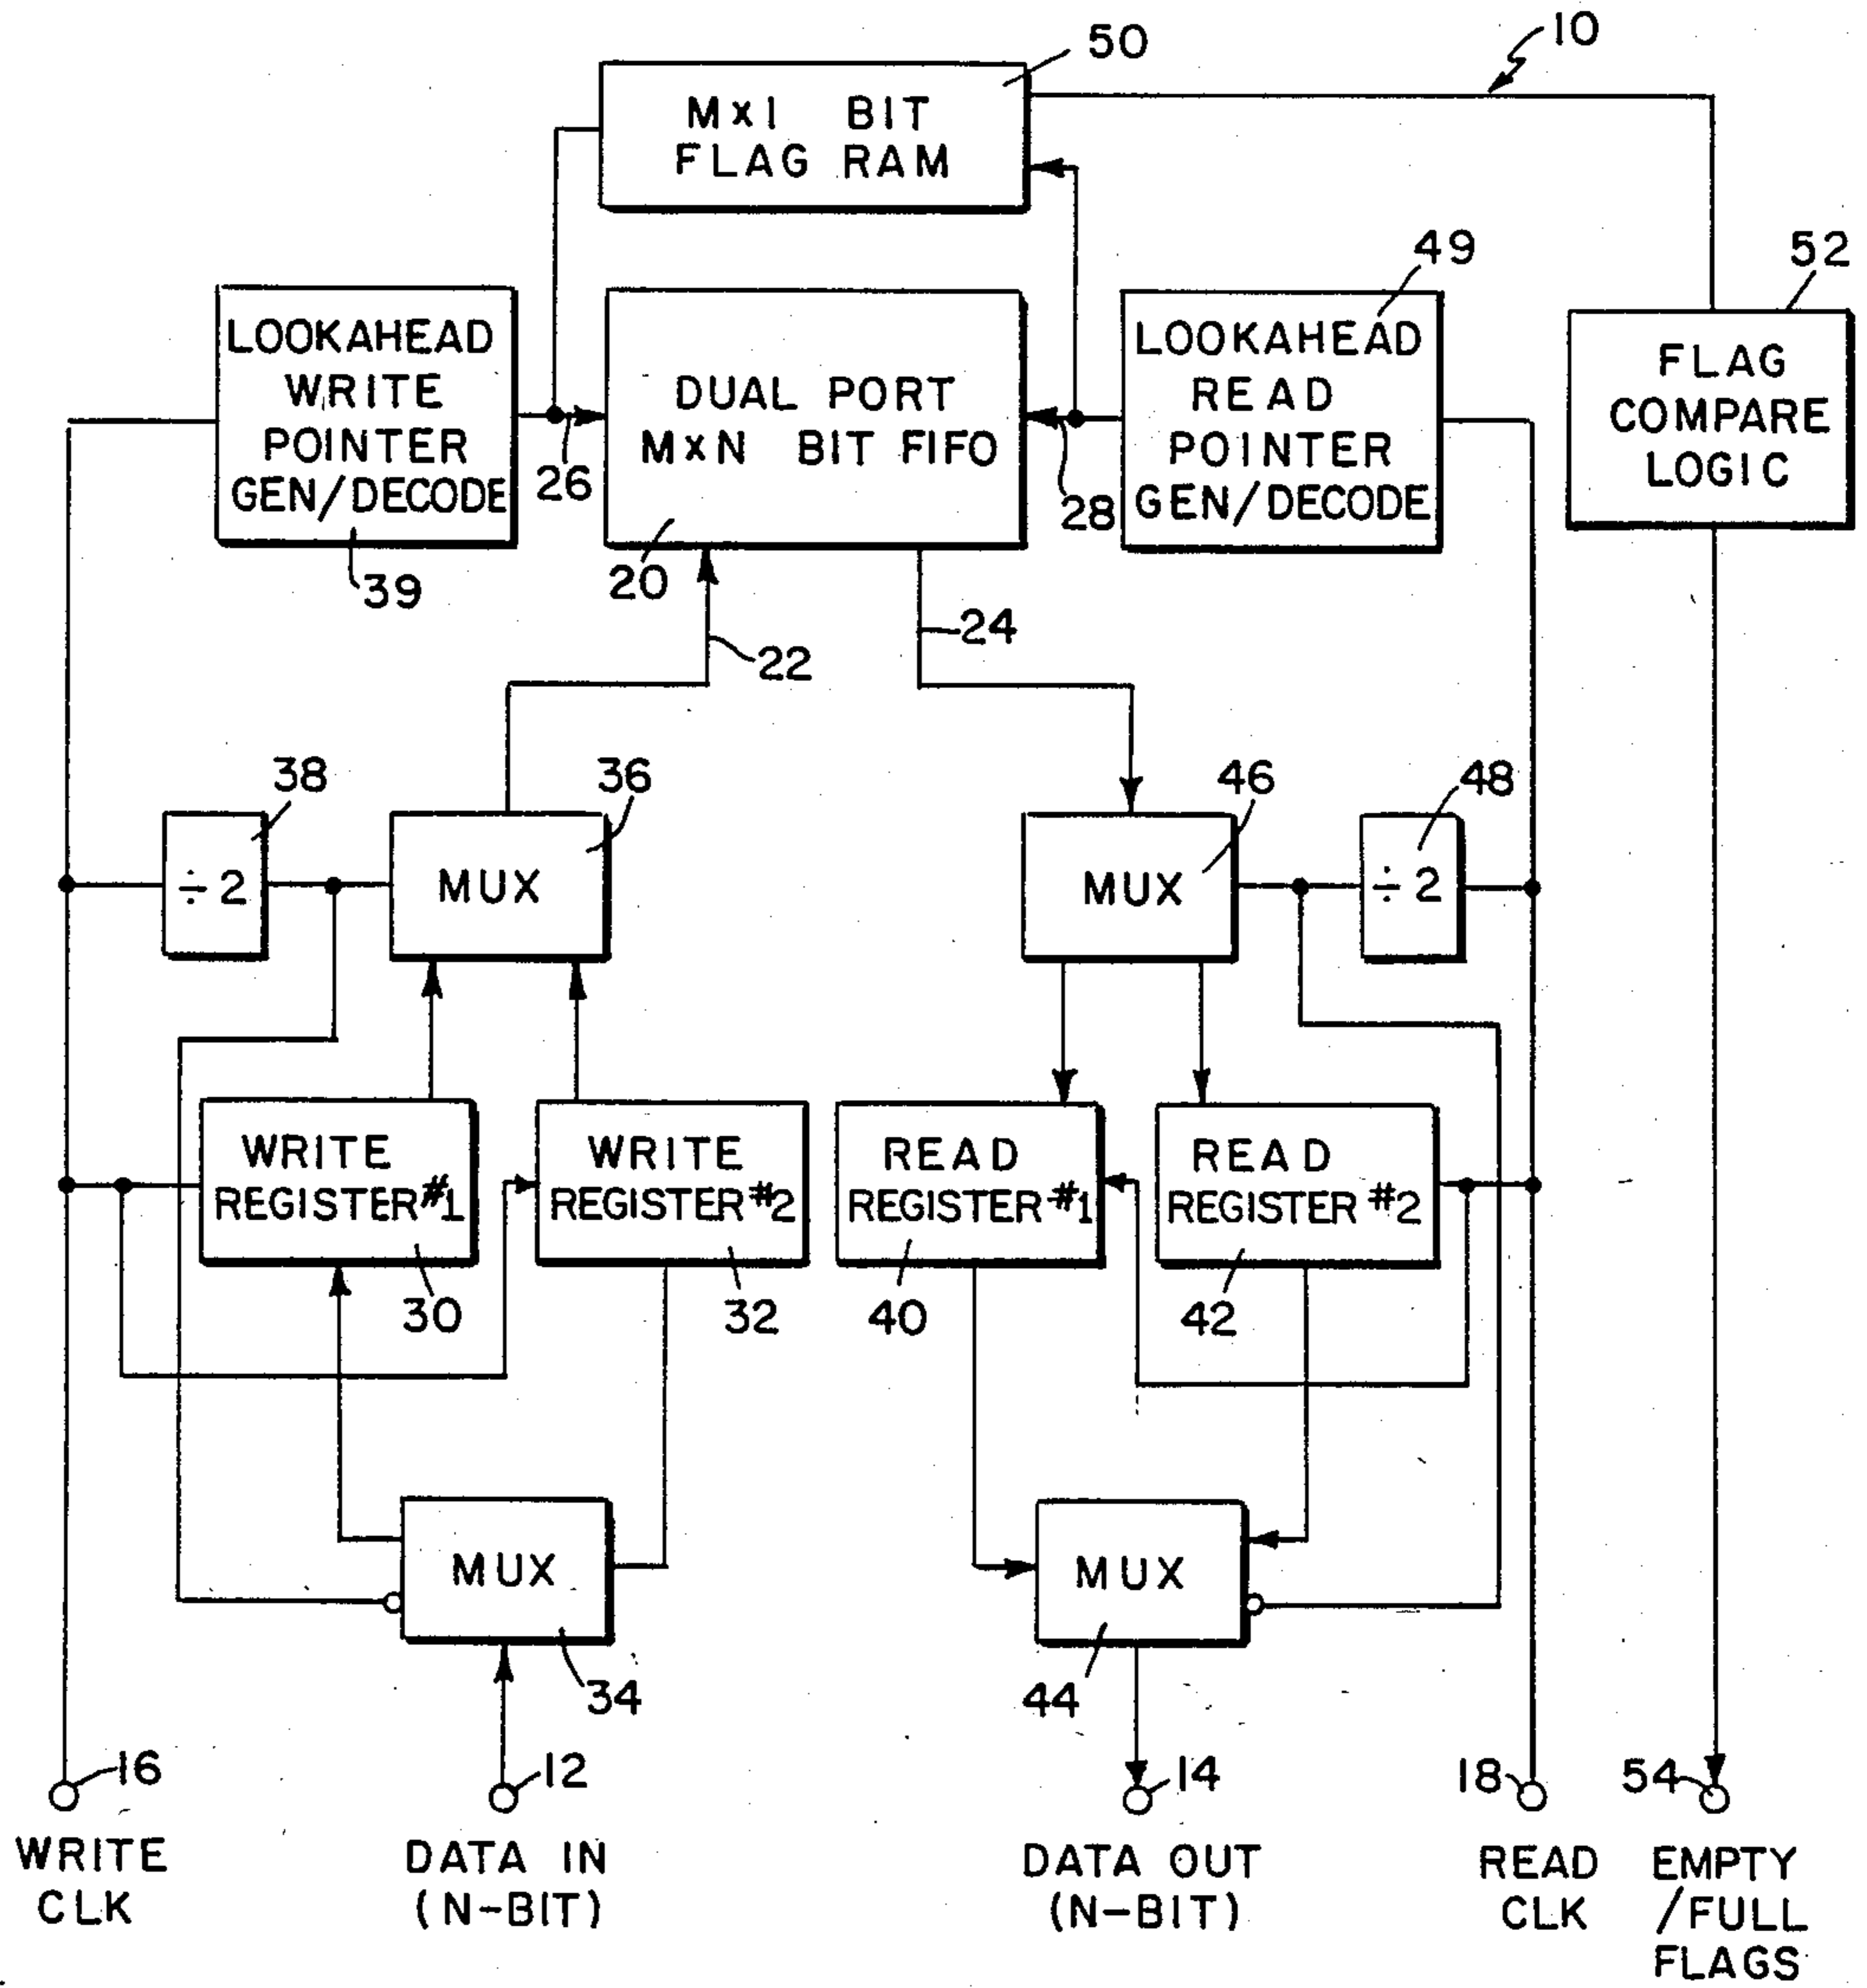 10
50
M×1 BIT
FLAG RAM
49
52
LOOKAHEAD
WRITE
POINTER
GEN/DECODE
39
26
DUAL PORT
M×N BIT FIFO
20
28
LOOKAHEAD
READ
POINTER
GEN/DECODE
FLAG
COMPARE
LOGIC
22
24
38
÷2
36
MUX
46
MUX
48
÷2
WRITE
REGISTER #1
30
WRITE
REGISTER #2
32
READ
REGISTER #1
40
READ
REGISTER #2
42
MUX
34
MUX
44
16
12
14
18
54
WRITE
CLK
DATA IN
(N-BIT)
DATA OUT
(N-BIT)
READ
CLK
EMPTY
/FULL
FLAGS